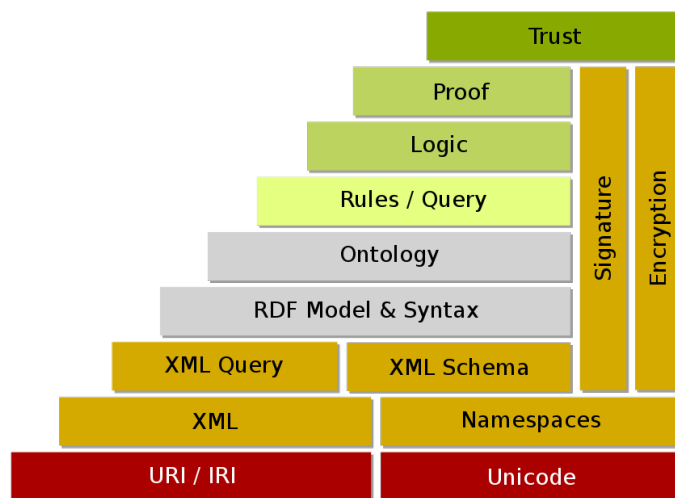 Trust
Proof
Logic
Rules / Query
Ontology
RDF Model & Syntax
XML Query
XML Schema
Signature
Encryption
XML
Namespaces
URI / IRI
Unicode